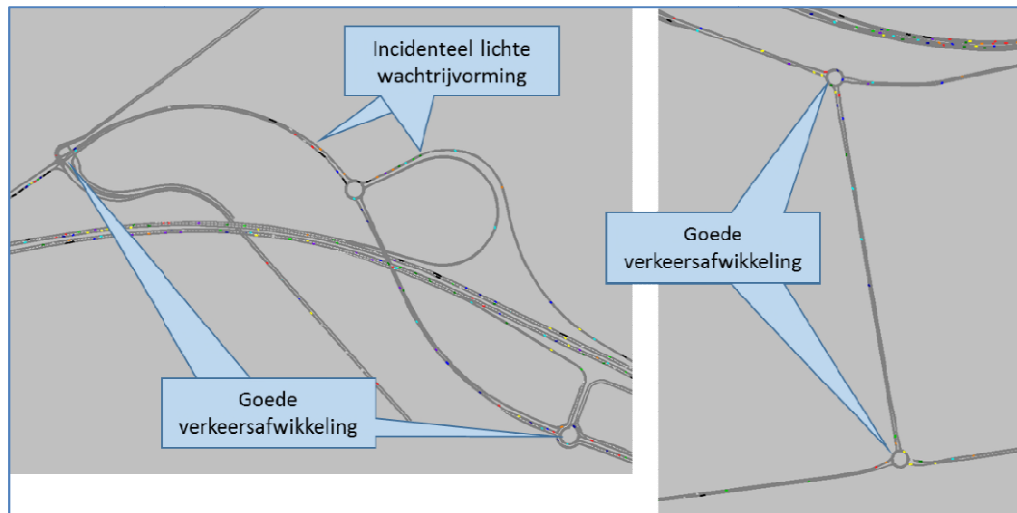 Incidenteel lichte
wachtrijvorming
Goede
verkeersafwikkeling
Goede
verkeersafwikkeling